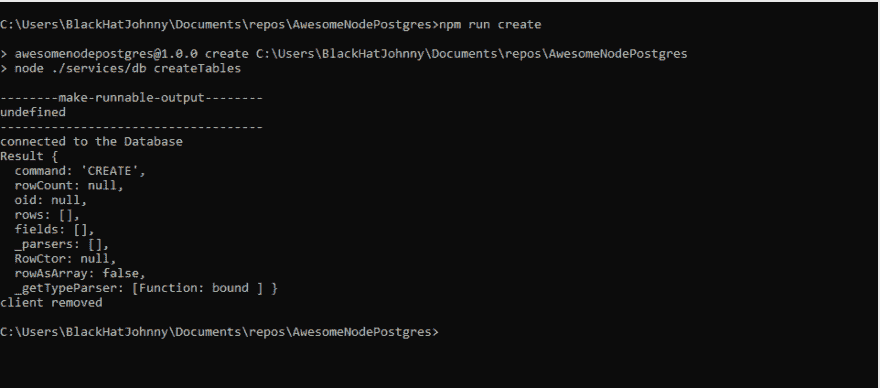 C:\Users\BlackHatJohnny\Documents\repos\AwesomeNodePostgres>npm run create
> awesomenodepostgres@1.0.0 create C:\Users\BlackHatJohnny\Documents\repos\AwesomeNodePostgres
> node ./services/db createTables
--------make-runnable-output--------
undefined
------------------------------------
connected to the Database
Result {
  command: 'CREATE',
  rowCount: null,
  oid: null,
  rows: [],
  fields: [],
  _parsers: [],
  RowCtor: null,
  rowAsArray: false,
  _getTypeParser: [Function: bound ] }
client removed
C:\Users\BlackHatJohnny\Documents\repos\AwesomeNodePostgres>